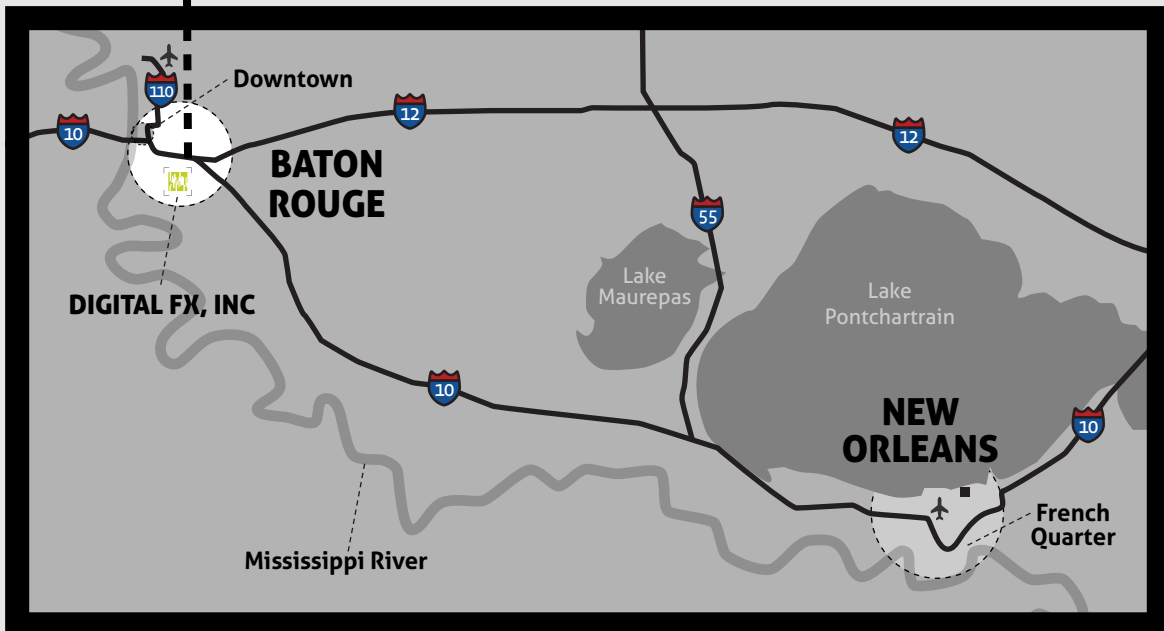 Downtown
110
10
12
12
BATON
ROUGE
55
Lake
Maurepas
Lake
Pontchartrain
DIGITAL FX, INC
10
NEW
ORLEANS
10
French
Quarter
Mississippi River